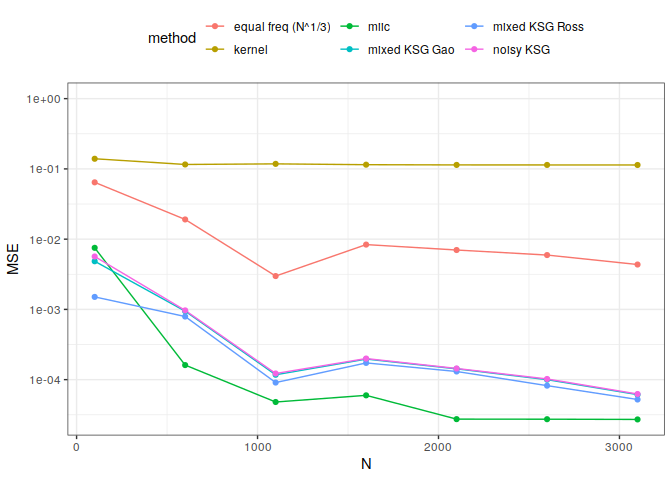 method
equal freq (N^1/3)
miic
mixed KSG Ross
kernel
mixed KSG Gao
noisy KSG
1e+00
1e-01
1e-02
1e-03
1e-04
MSE
0
1000
2000
3000
N